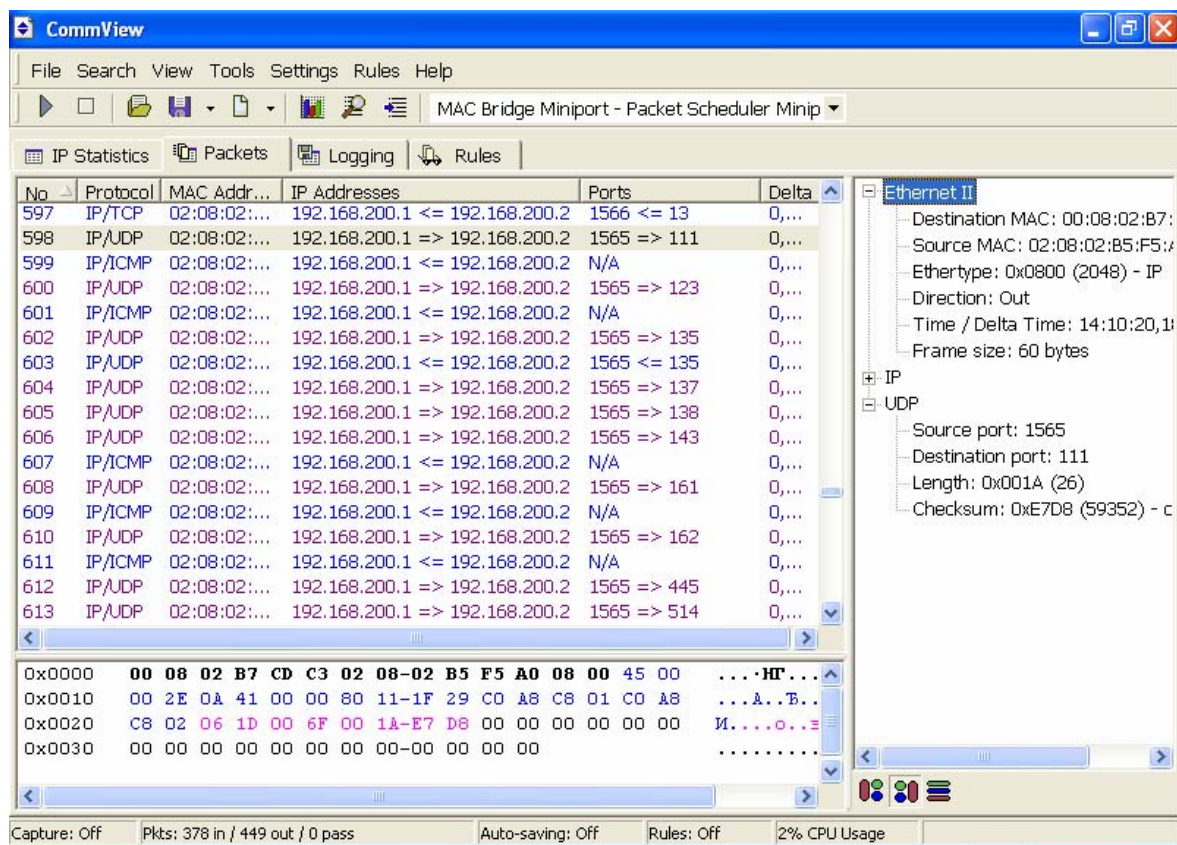 CommView
File Search View Tools Settings Rules Help
MAC Bridge Miniport - Packet Scheduler Minip
IP Statistics Packets Logging Rules
No Protocol MAC Addr... IP Addresses Ports Delta
597 IP/TCP 02:08:02:... 192.168.200.1 <= 192.168.200.2 1566 <= 13 0,...
598 IP/UDP 02:08:02:... 192.168.200.1 => 192.168.200.2 1565 => 111 0,...
599 IP/ICMP 02:08:02:... 192.168.200.1 <= 192.168.200.2 N/A 0,...
600 IP/UDP 02:08:02:... 192.168.200.1 => 192.168.200.2 1565 => 123 0,...
601 IP/ICMP 02:08:02:... 192.168.200.1 <= 192.168.200.2 N/A 0,...
602 IP/UDP 02:08:02:... 192.168.200.1 => 192.168.200.2 1565 => 135 0,...
603 IP/UDP 02:08:02:... 192.168.200.1 <= 192.168.200.2 1565 <= 135 0,...
604 IP/UDP 02:08:02:... 192.168.200.1 => 192.168.200.2 1565 => 137 0,...
605 IP/UDP 02:08:02:... 192.168.200.1 => 192.168.200.2 1565 => 138 0,...
606 IP/UDP 02:08:02:... 192.168.200.1 => 192.168.200.2 1565 => 143 0,...
607 IP/ICMP 02:08:02:... 192.168.200.1 <= 192.168.200.2 N/A 0,...
608 IP/UDP 02:08:02:... 192.168.200.1 => 192.168.200.2 1565 => 161 0,...
609 IP/ICMP 02:08:02:... 192.168.200.1 <= 192.168.200.2 N/A 0,...
610 IP/UDP 02:08:02:... 192.168.200.1 => 192.168.200.2 1565 => 162 0,...
611 IP/ICMP 02:08:02:... 192.168.200.1 <= 192.168.200.2 N/A 0,...
612 IP/UDP 02:08:02:... 192.168.200.1 => 192.168.200.2 1565 => 445 0,...
613 IP/UDP 02:08:02:... 192.168.200.1 => 192.168.200.2 1565 => 514 0,...
Ethernet II
Destination MAC: 00:08:02:B7:
Source MAC: 02:08:02:B5:F5:
Ethertype: 0x0800 (2048) - IP
Direction: Out
Time / Delta Time: 14:10:20,1
Frame size: 60 bytes
IP
UDP
Source port: 1565
Destination port: 111
Length: 0x001A (26)
Checksum: 0xE7D8 (59352) - c
0x0000 00 08 02 B7 CD C3 02 08-02 B5 F5 A0 08 00 45 00 ....·НГ...
0x0010 00 2E 0A 41 00 00 80 11-1F 29 C0 A8 C8 01 C0 A8 ...A..Ђ..
0x0020 C8 02 06 1D 00 6F 00 1A-E7 D8 00 00 00 00 00 00 И....o..з
0x0030 00 00 00 00 00 00 00 00-00 00 00 00 .........
Capture: Off Pkts: 378 in / 449 out / 0 pass Auto-saving: Off Rules: Off 2% CPU Usage